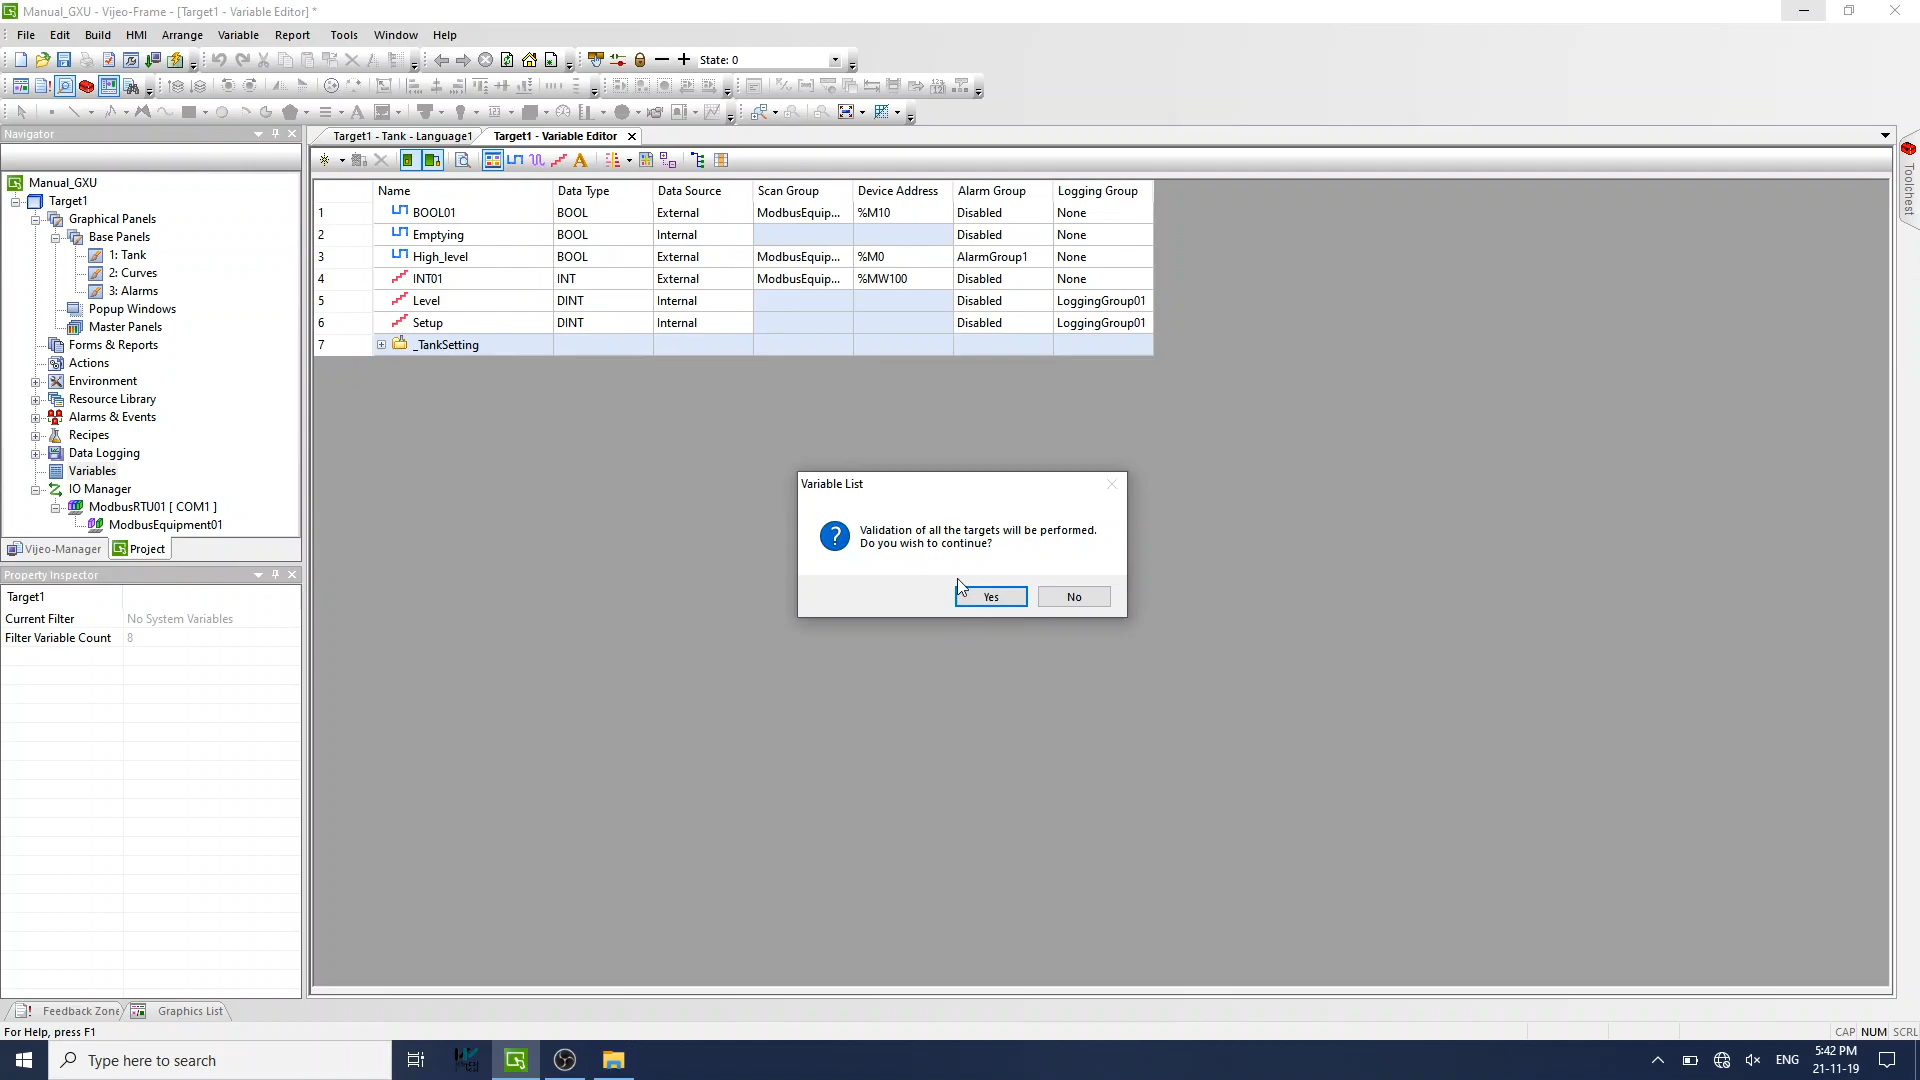 Manual_GXU - Vijeo-Frame - [Target1 - Variable Editor] *
File Edit Build HMI Arrange Variable Report Tools Window Help
State: 0
Navigator
Target1 - Tank - Language1
Target1 - Variable Editor
Manual_GXU
Target1
Graphical Panels
Base Panels
1: Tank
2: Curves
3: Alarms
Popup Windows
Master Panels
Forms & Reports
Actions
Environment
Resource Library
Alarms & Events
Recipes
Data Logging
Variables
IO Manager
ModbusRTU01 [ COM1 ]
ModbusEquipment01
Vijeo-Manager Project
Name Data Type Data Source Scan Group Device Address Alarm Group Logging Group
1 BOOL01 BOOL External ModbusEquip... %M10 Disabled None
2 Emptying BOOL Internal Disabled None
3 High_level BOOL External ModbusEquip... %M0 AlarmGroup1 None
4 INT01 INT External ModbusEquip... %MW100 Disabled None
5 Level DINT Internal Disabled LoggingGroup01
6 Setup DINT Internal Disabled LoggingGroup01
7 _TankSetting
Toolchest
Variable List
Validation of all the targets will be performed.
Do you wish to continue?
Yes No
Property Inspector
Target1
Current Filter No System Variables
Filter Variable Count 8
Feedback Zone Graphics List
For Help, press F1
CAP NUM SCRL
Type here to search
ENG
5:42 PM
21-11-19